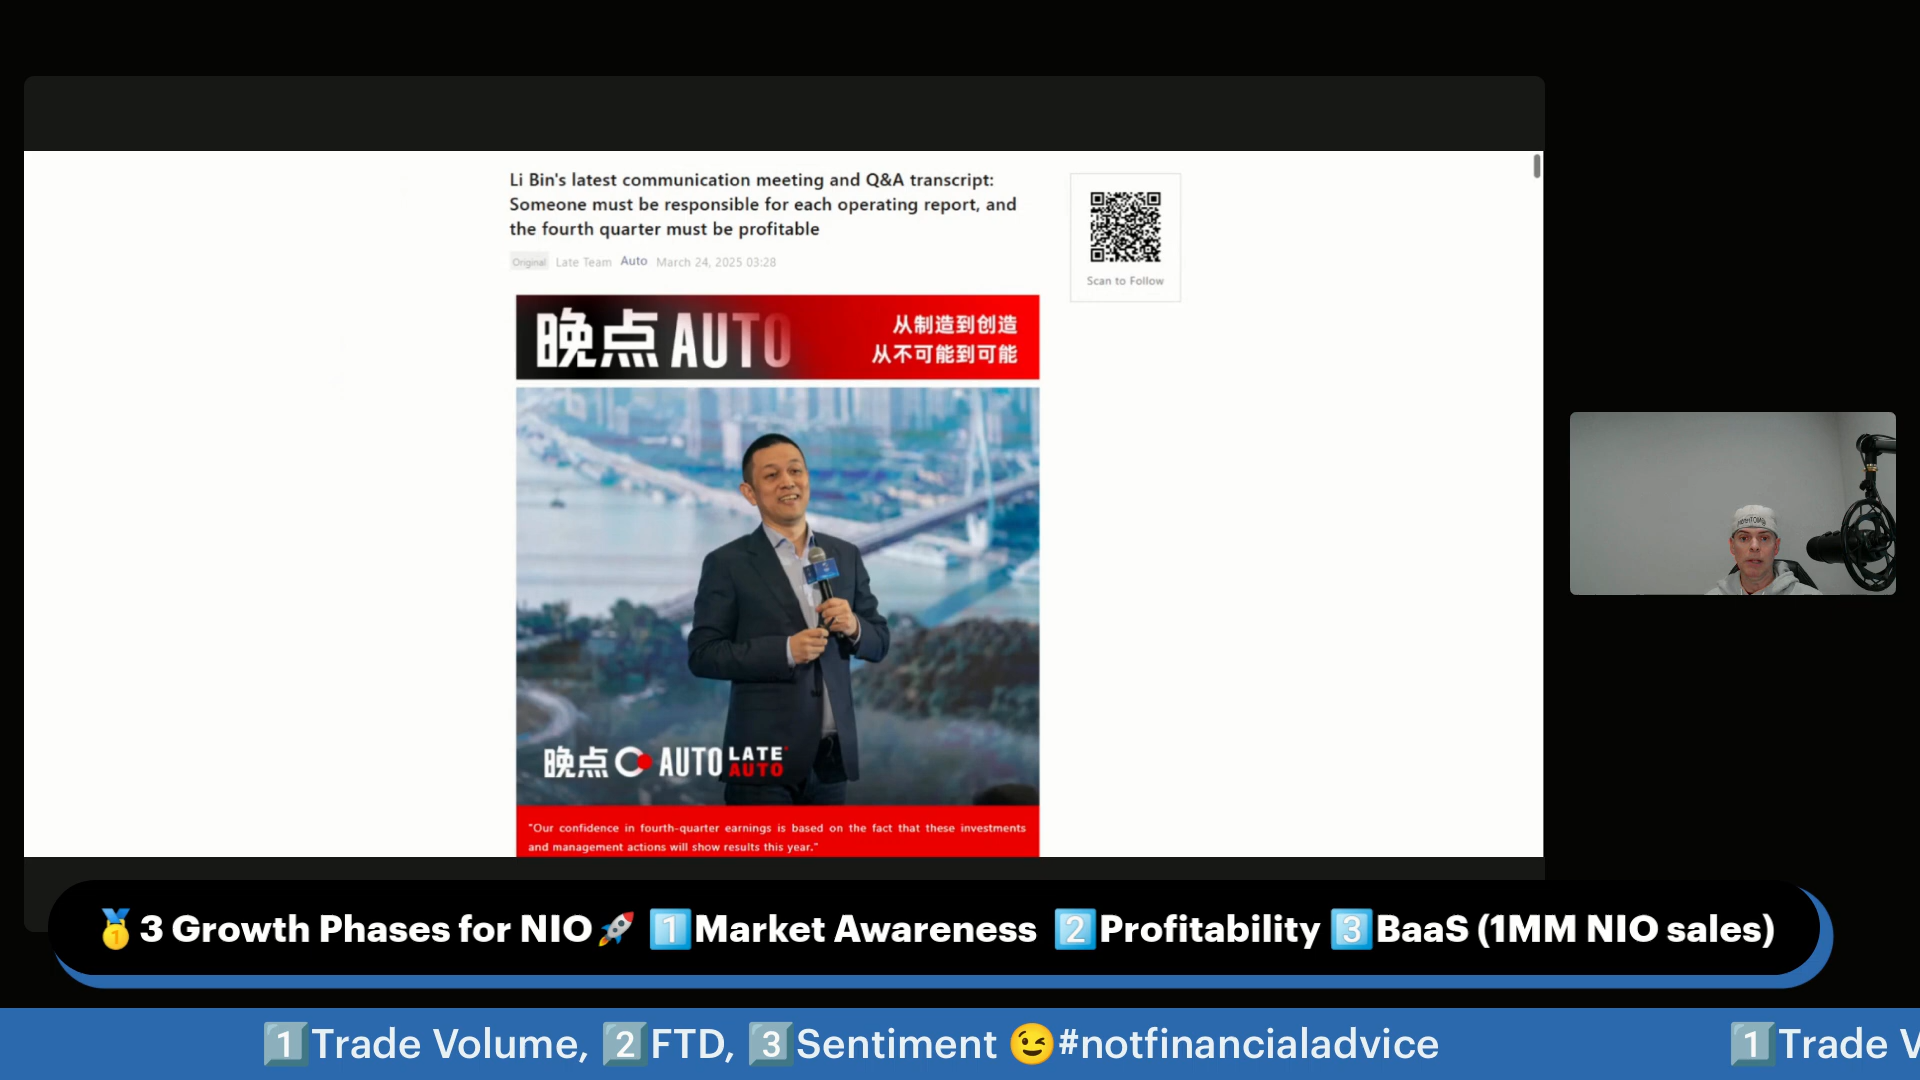 Li Bin's latest communication meeting and Q&A transcript:
Someone must be responsible for each operating report, and
the fourth quarter must be profitable
Original Late Team Auto March 24, 2025 03:28
Scan to Follow
晚点 AUTO
从制造到创造
从不可能到可能
晚点 AUTO LATE AUTO
"Our confidence in fourth-quarter earnings is based on the fact that these investments
and management actions will show results this year."
🥇3 Growth Phases for NIO🚀 1️⃣Market Awareness 2️⃣Profitability 3️⃣BaaS (1MM NIO sales)
1️⃣Trade Volume, 2️⃣FTD, 3️⃣Sentiment 😉#notfinancialadvice 1️⃣Trade V